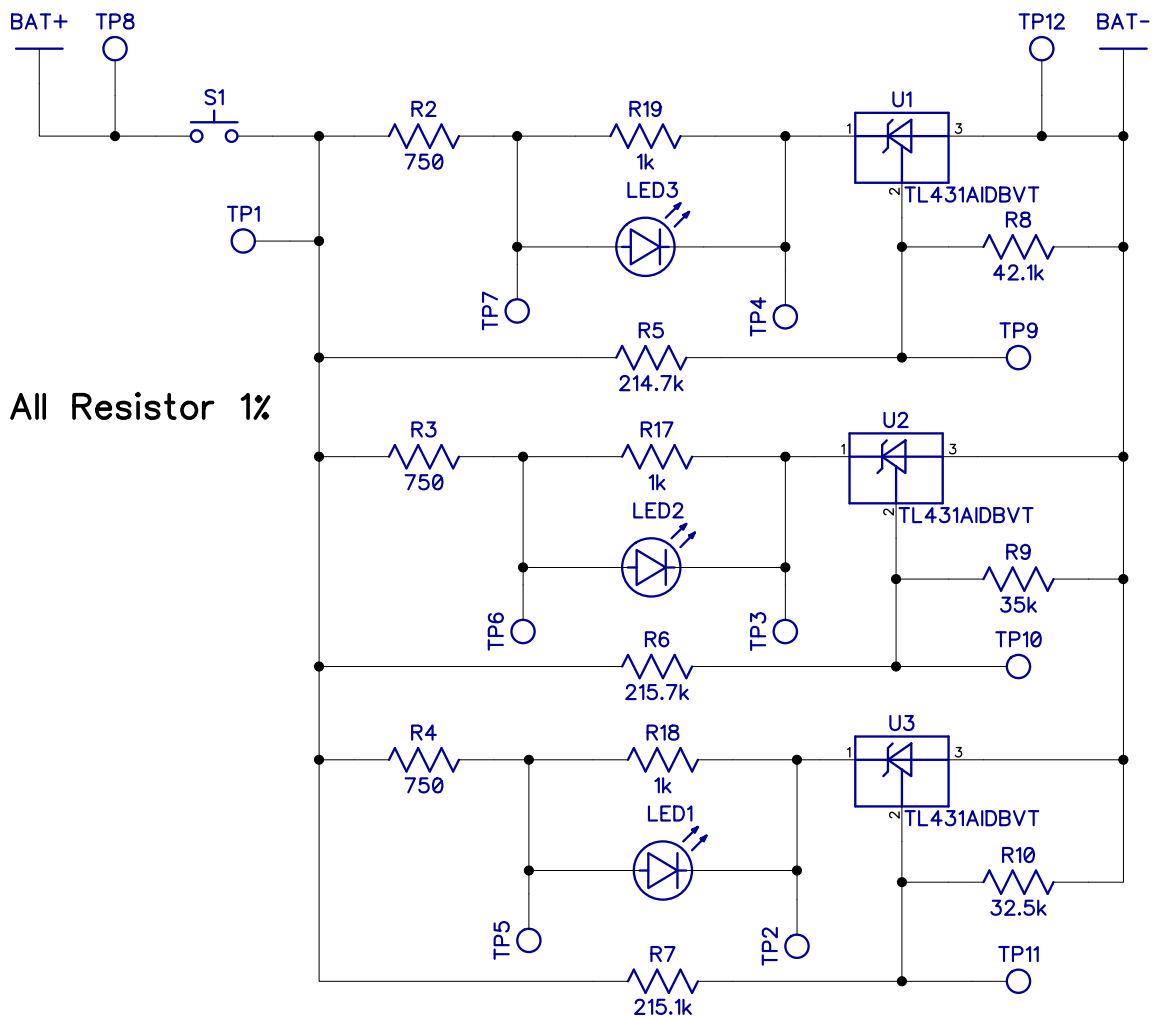 BAT+ TP8 TP12 BAT-
S1
R2 R19 U1
1 3
750 1k
2 TL431AIDBVT
LED3
TP1 R8
42.1k
TP7 TP4
R5 TP9
214.7k
All Resistor 1%
R3 R17 U2
1 3
750 1k
LED2 2 TL431AIDBVT
R9
35k
TP6 TP3
R6 TP10
215.7k
R4 R18 U3
1 3
750 1k
LED1 2 TL431AIDBVT
R10
32.5k
TP5 TP2
R7 TP11
215.1k